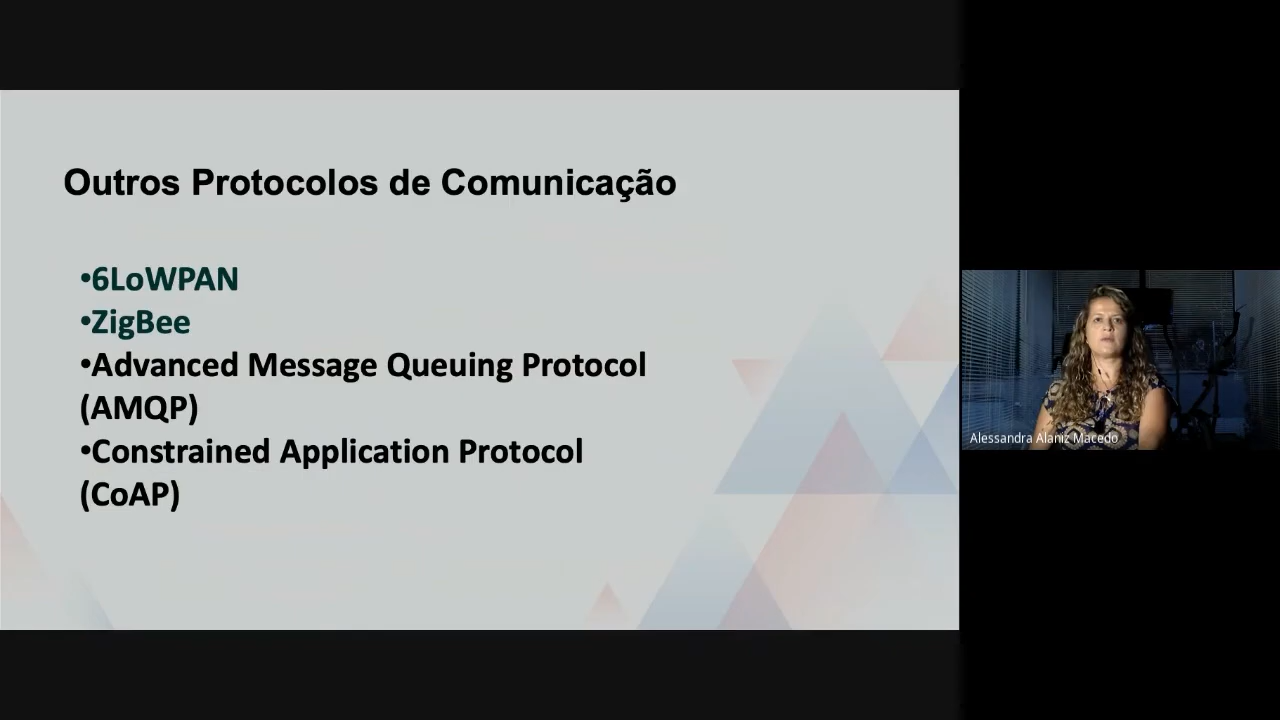 Outros Protocolos de Comunicação
•6LoWPAN
•ZigBee
•Advanced Message Queuing Protocol
(AMQP)
•Constrained Application Protocol
(CoAP)
Alessandra Alaniz Macedo